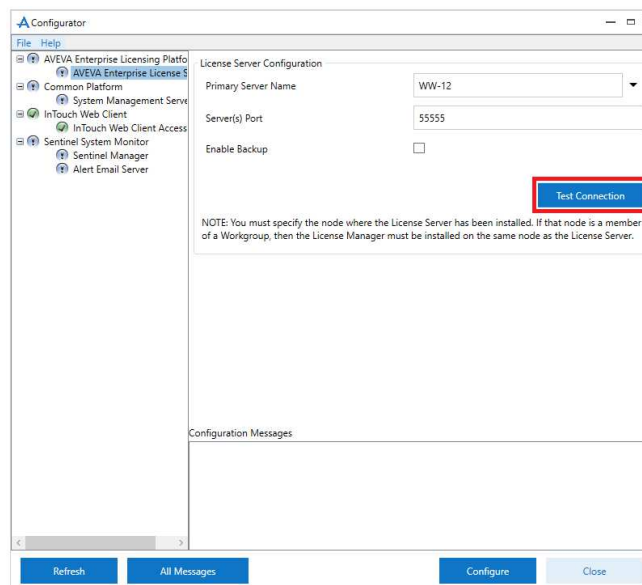 Configurator
File Help
AVEVA Enterprise Licensing Platfo
AVEVA Enterprise License S
Common Platform
System Management Serve
InTouch Web Client
InTouch Web Client Access
Sentinel System Monitor
Sentinel Manager
Alert Email Server
License Server Configuration
Primary Server Name
WW-12
Server(s) Port
55555
Enable Backup
Test Connection
NOTE: You must specify the node where the License Server has been installed. If that node is a member
of a Workgroup, then the License Manager must be installed on the same node as the License Server.
Configuration Messages
Refresh
All Messages
Configure
Close